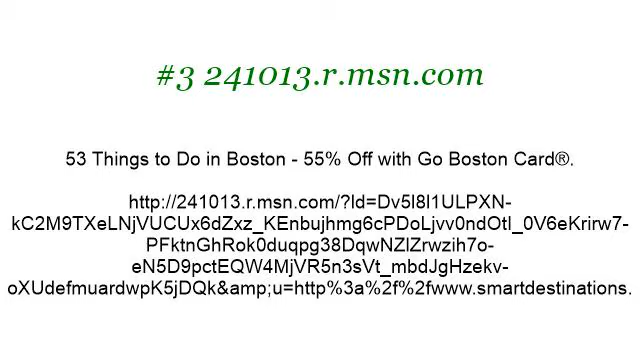 #3 241013.r.msn.com
53 Things to Do in Boston - 55% Off with Go Boston Card®.
http://241013.r.msn.com/?ld=Dv5l8l1ULPXN-
kC2M9TXeLNjVUCUx6dZxz_KEnbujhmg6cPDoLjvv0ndOtI_0V6eKrirw7-
PFktnGhRok0duqpg38DqwNZlZrwzih7o-
eN5D9pctEQW4MjVR5n3sVt_mbdJgHzekv-
oXUdefmuardwpK5jDQk&amp;u=http%3a%2f%2fwww.smartdestinations.